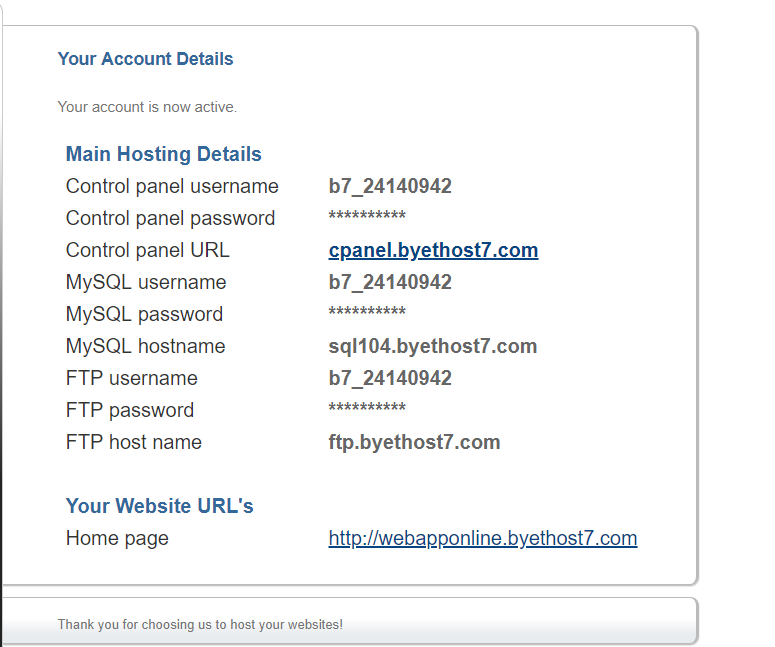 Your Account Details
Your account is now active.
Main Hosting Details
Control panel username b7_24140942
Control panel password **********
Control panel URL cpanel.byethost7.com
MySQL username b7_24140942
MySQL password **********
MySQL hostname sql104.byethost7.com
FTP username b7_24140942
FTP password **********
FTP host name ftp.byethost7.com
Your Website URL's
Home page http://webapponline.byethost7.com
Thank you for choosing us to host your websites!